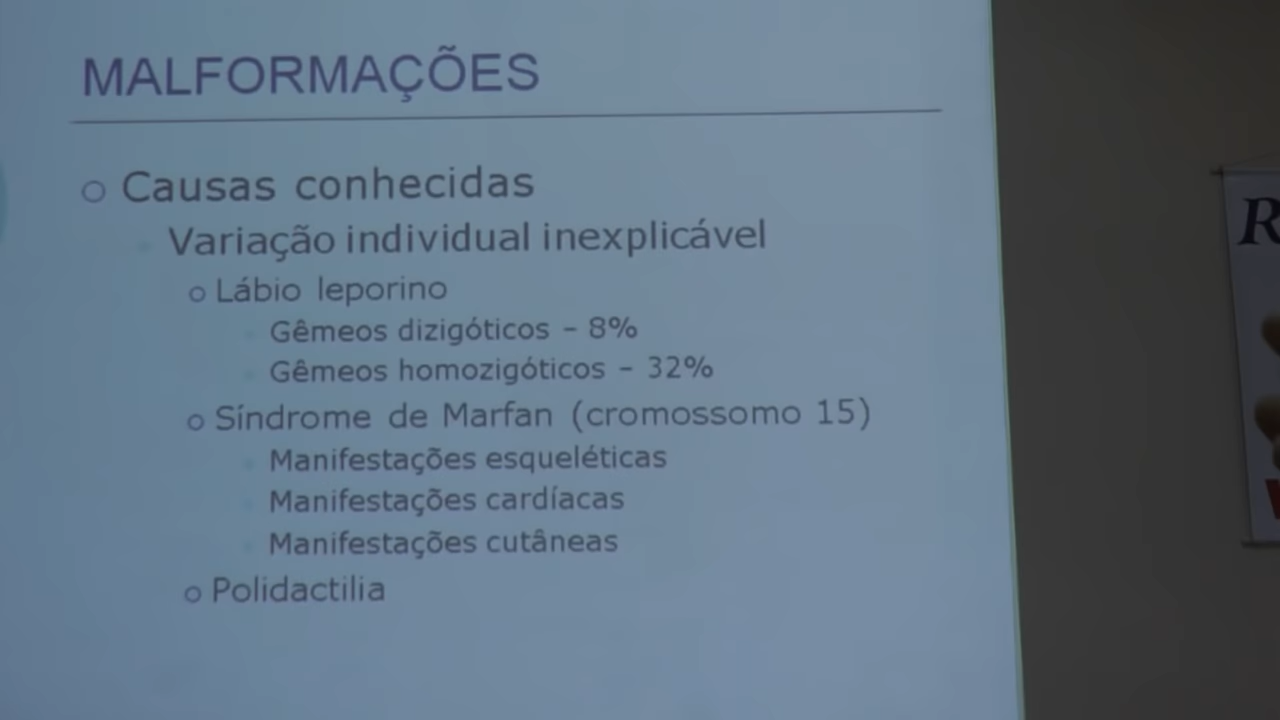 MALFORMAÇÕES
Causas conhecidas
Variação individual inexplicável
Lábio leporino
Gêmeos dizigóticos – 8%
Gêmeos homozigóticos – 32%
Síndrome de Marfan (cromossomo 15)
Manifestações esqueléticas
Manifestações cardíacas
Manifestações cutâneas
Polidactilia
R